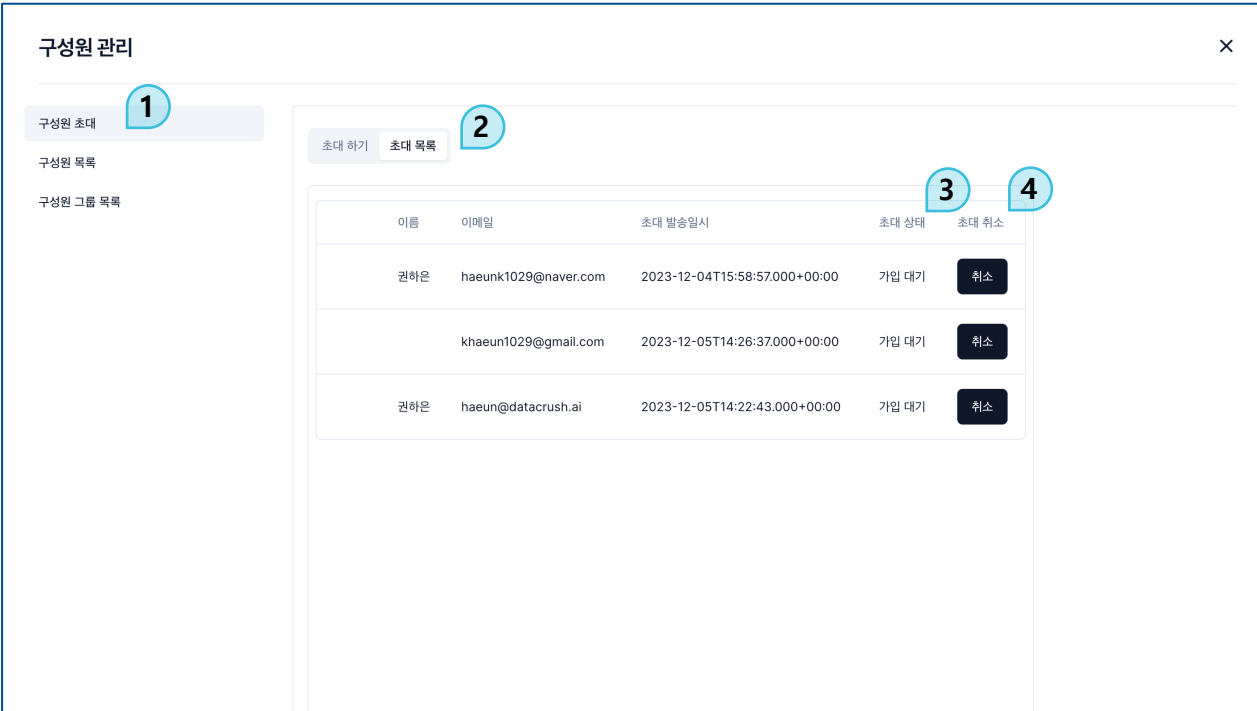 구성원 관리
1
구성원 초대
구성원 목록
구성원 그룹 목록
초대 하기 초대 목록 2
3 4
이름 이메일 초대 발송일시 초대 상태 초대 취소
권하은 haeunk1029@naver.com 2023-12-04T15:58:57.000+00:00 가입 대기 취소
khaeun1029@gmail.com 2023-12-05T14:26:37.000+00:00 가입 대기 취소
권하은 haeun@datacrush.ai 2023-12-05T14:22:43.000+00:00 가입 대기 취소